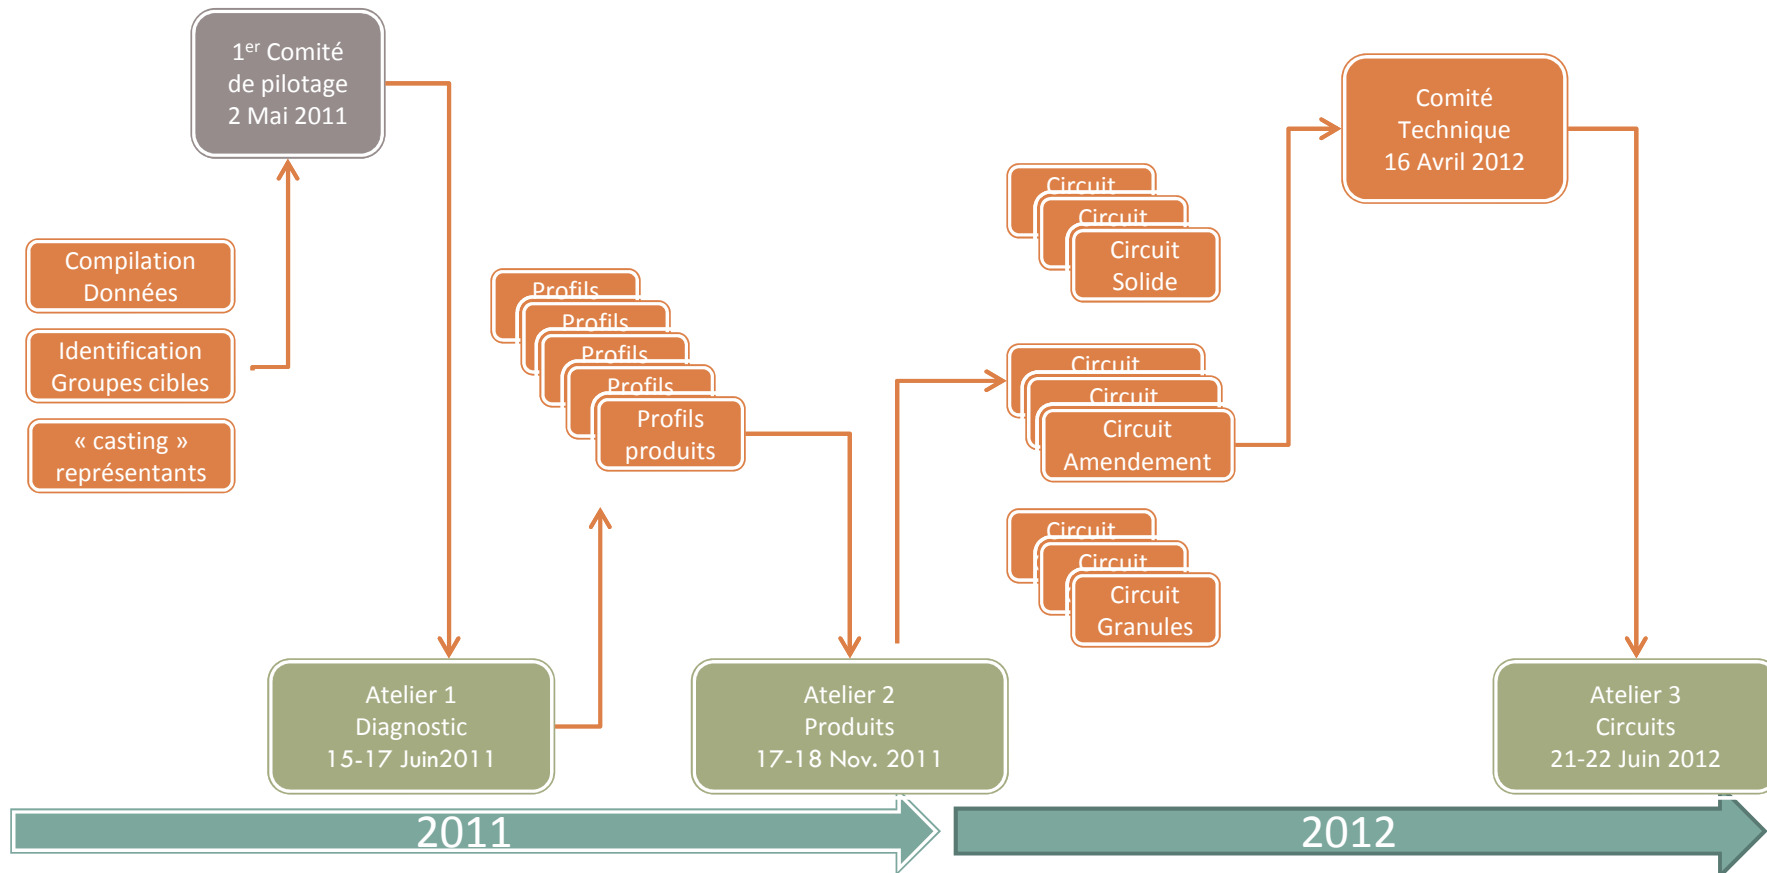 1er Comité
de pilotage
2 Mai 2011
Compilation
Données
Identification
Groupes cibles
« casting »
représentants
Atelier 1
Diagnostic
15-17 Juin2011
Profils
Profils
Profils
Profils
Profils
produits
Atelier 2
Produits
17-18 Nov. 2011
Circuit
Circuit
Circuit
Solide
Circuit
Circuit
Circuit
Amendement
Circuit
Circuit
Circuit
Granules
Comité
Technique
16 Avril 2012
Atelier 3
Circuits
21-22 Juin 2012
2011
2012